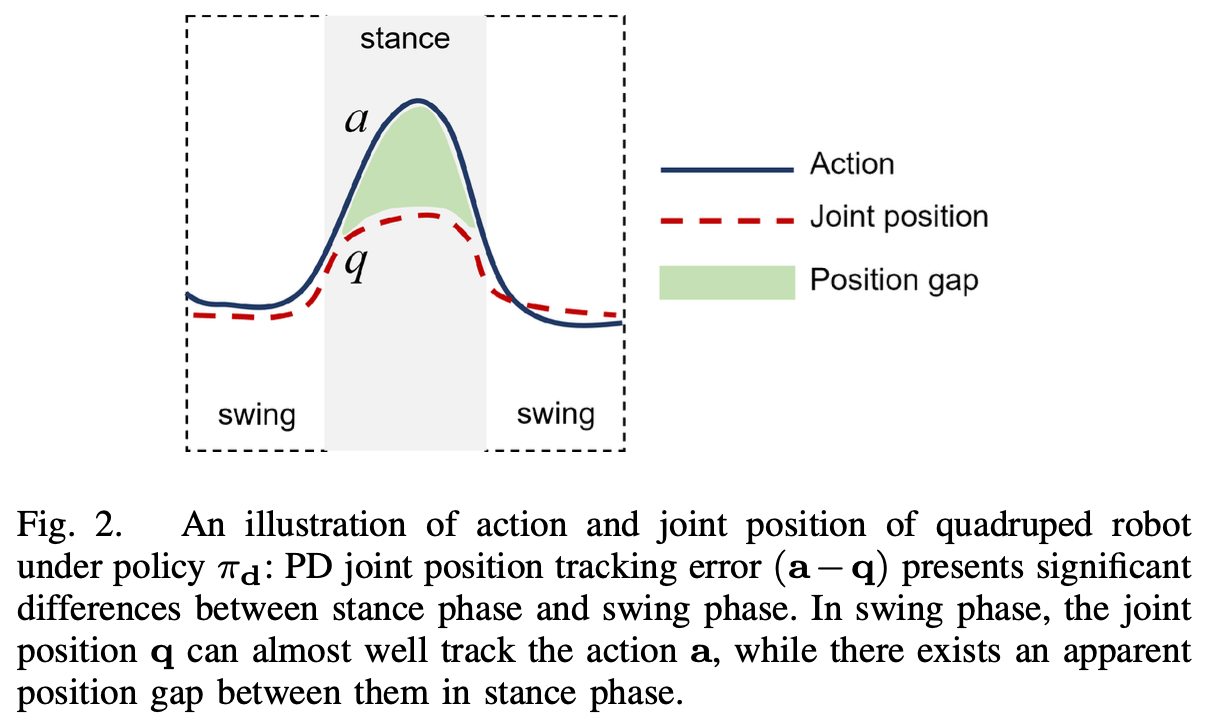 stance
a
q
swing
swing
Action
Joint position
Position gap
Fig. 2. An illustration of action and joint position of quadruped robot
under policy π_d: PD joint position tracking error (a − q) presents significant
differences between stance phase and swing phase. In swing phase, the joint
position q can almost well track the action a, while there exists an apparent
position gap between them in stance phase.